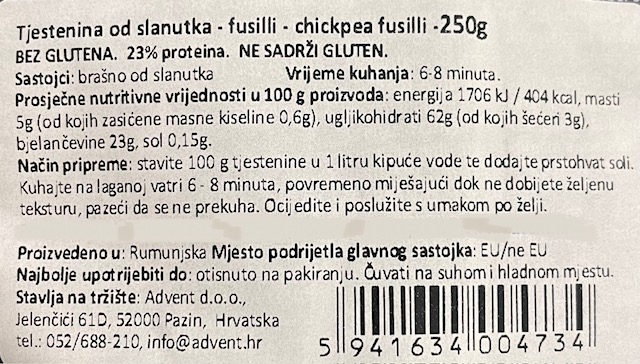 Tjestenina od slanutka - fusilli - chickpea fusilli -250g
BEZ GLUTENA. 23% proteina. NE SADRŽI GLUTEN.
Sastojci: brašno od slanutka Vrijeme kuhanja: 6-8 minuta.
Prosječne nutritivne vrijednosti u 100 g proizvoda: energija 1706 kJ / 404 kcal, masti
5g (od kojih zasićene masne kiseline 0,6g), ugljikohidrati 62g (od kojih šećeri 3g),
bjelančevine 23g, sol 0,15g.
Način pripreme: stavite 100 g tjestenine u 1 litru kipuće vode te dodajte prstohvat soli.
Kuhajte na laganoj vatri 6 - 8 minuta, povremeno miješajući dok ne dobijete željenu
teksturu, pazeći da se ne prekuha. Ocijedite i poslužite s umakom po želji.
Proizvedeno u: Rumunjska Mjesto podrijetla glavnog sastojka: EU/ne EU
Najbolje upotrijebiti do: otisnuto na pakiranju. Čuvati na suhom i hladnom mjestu.
Stavlja na tržište: Advent d.o.o.,
Jelenčići 61D, 52000 Pazin, Hrvatska
tel.: 052/688-210, info@advent.hr
5 941634 004734